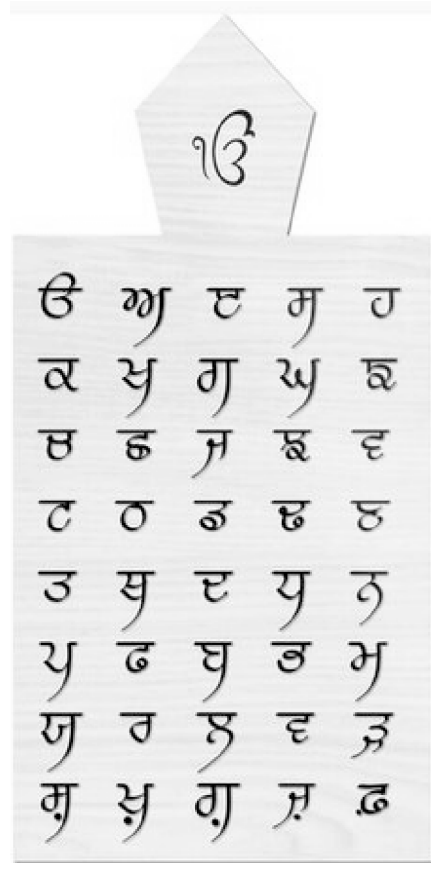 ੴ
ੳ ਅ ੲ ਸ ਹ
ਕ ਖ ਗ ਘ ਙ
ਚ ਛ ਜ ਝ ਞ
ਟ ਠ ਡ ਢ ਣ
ਤ ਥ ਦ ਧ ਨ
ਪ ਫ ਬ ਭ ਮ
ਯ ਰ ਲ ਵ ੜ
ਸ਼ ਖ਼ ਗ਼ ਜ਼ ਫ਼